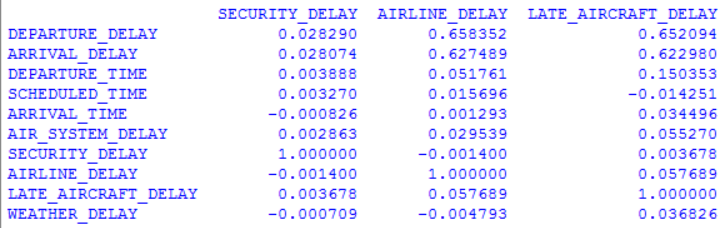 SECURITY_DELAY AIRLINE_DELAY LATE_AIRCRAFT_DELAY
DEPARTURE_DELAY 0.028290 0.658352 0.652094
ARRIVAL_DELAY 0.028074 0.627489 0.622980
DEPARTURE_TIME 0.003888 0.051761 0.150353
SCHEDULED_TIME 0.003270 0.015696 -0.014251
ARRIVAL_TIME -0.000826 0.001293 0.034496
AIR_SYSTEM_DELAY 0.002863 0.029539 0.055270
SECURITY_DELAY 1.000000 -0.001400 0.003678
AIRLINE_DELAY -0.001400 1.000000 0.057689
LATE_AIRCRAFT_DELAY 0.003678 0.057689 1.000000
WEATHER_DELAY -0.000709 -0.004793 0.036826